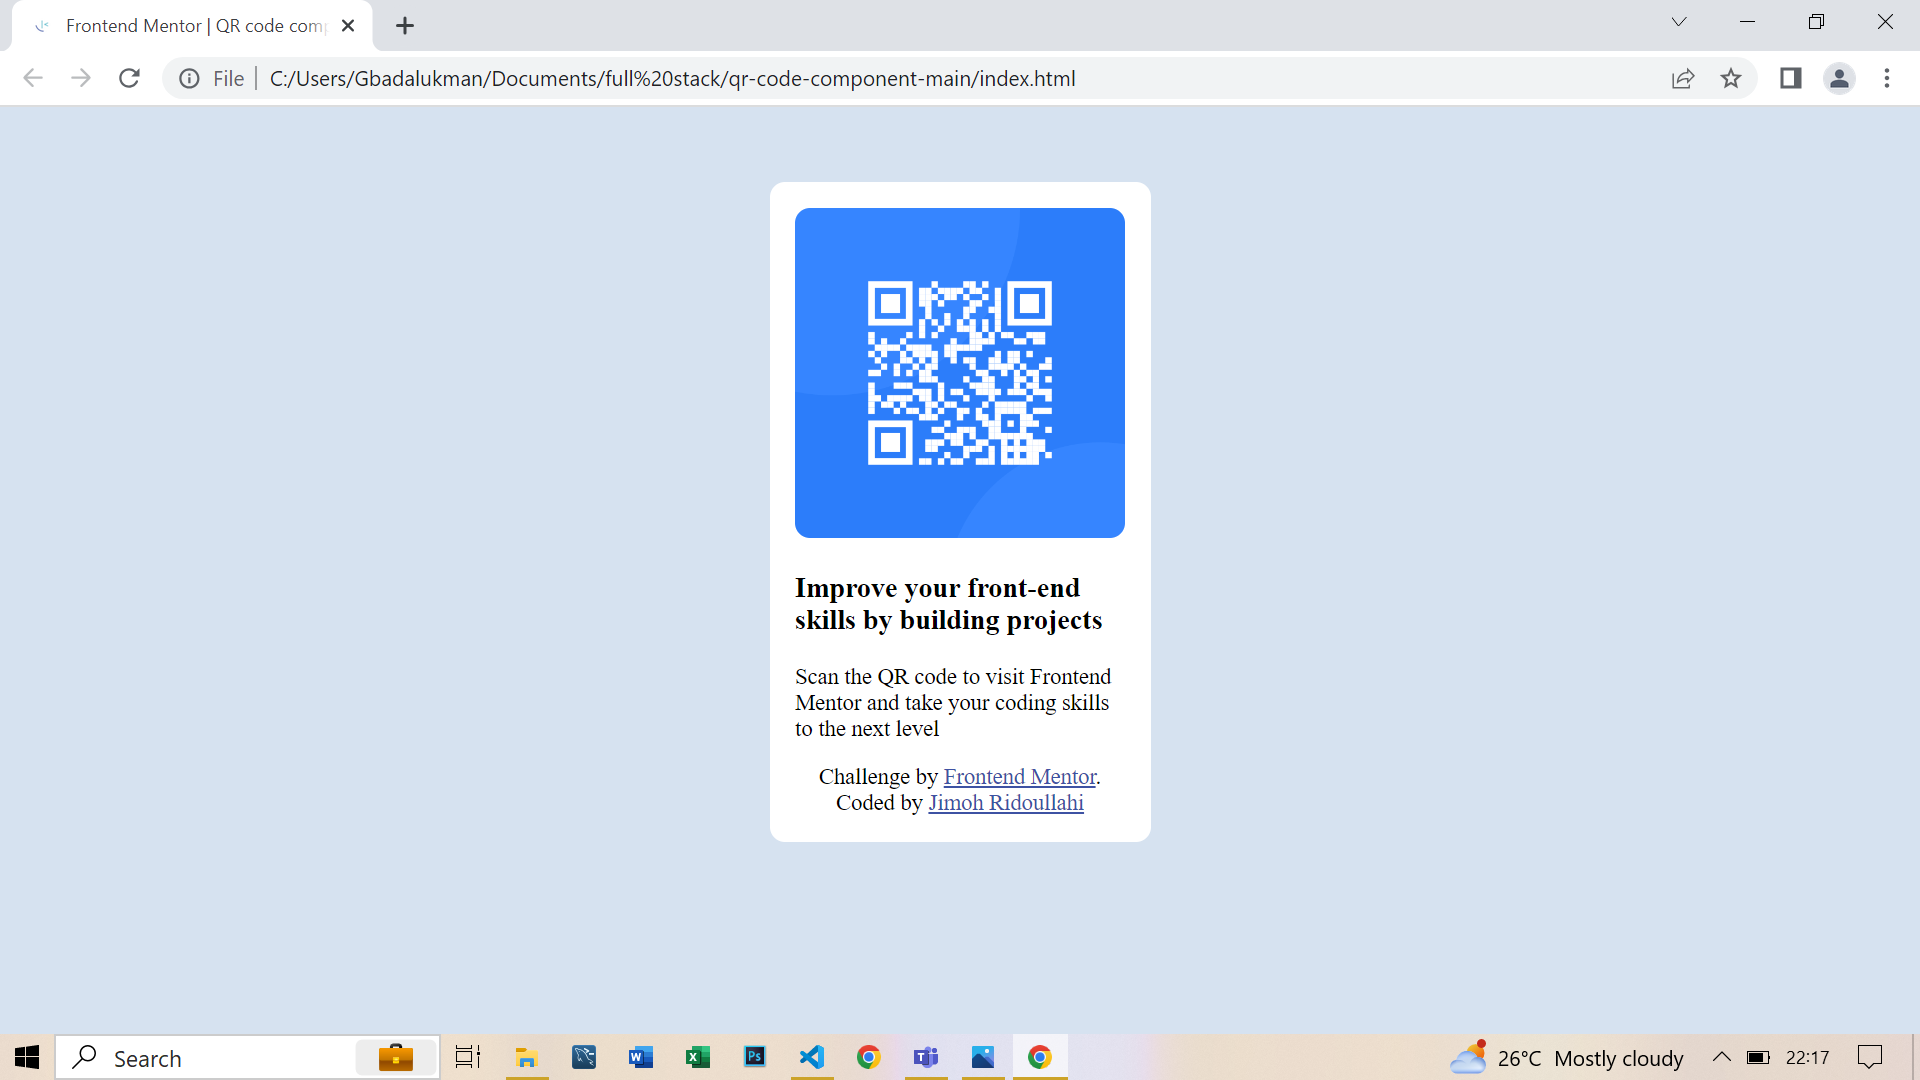 Frontend Mentor | QR code com
File | C:/Users/Gbadalukman/Documents/full%20stack/qr-code-component-main/index.html
Improve your front-end
skills by building projects
Scan the QR code to visit Frontend
Mentor and take your coding skills
to the next level
Challenge by Frontend Mentor.
Coded by Jimoh Ridoullahi
Search
W
X
Ps
T
26°C Mostly cloudy
22:17